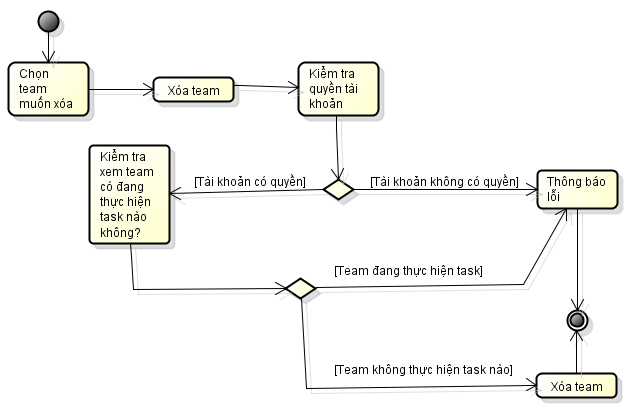 Chọn
team
muốn xóa
Xóa team
Kiểm tra
quyền tài
khoản
Kiểm tra
xem team
có đang
thực hiện
task nào
không?
[Tài khoản có quyền]
[Tài khoản không có quyền]
Thông báo
lỗi
[Team đang thực hiện task]
[Team không thực hiện task nào]
Xóa team